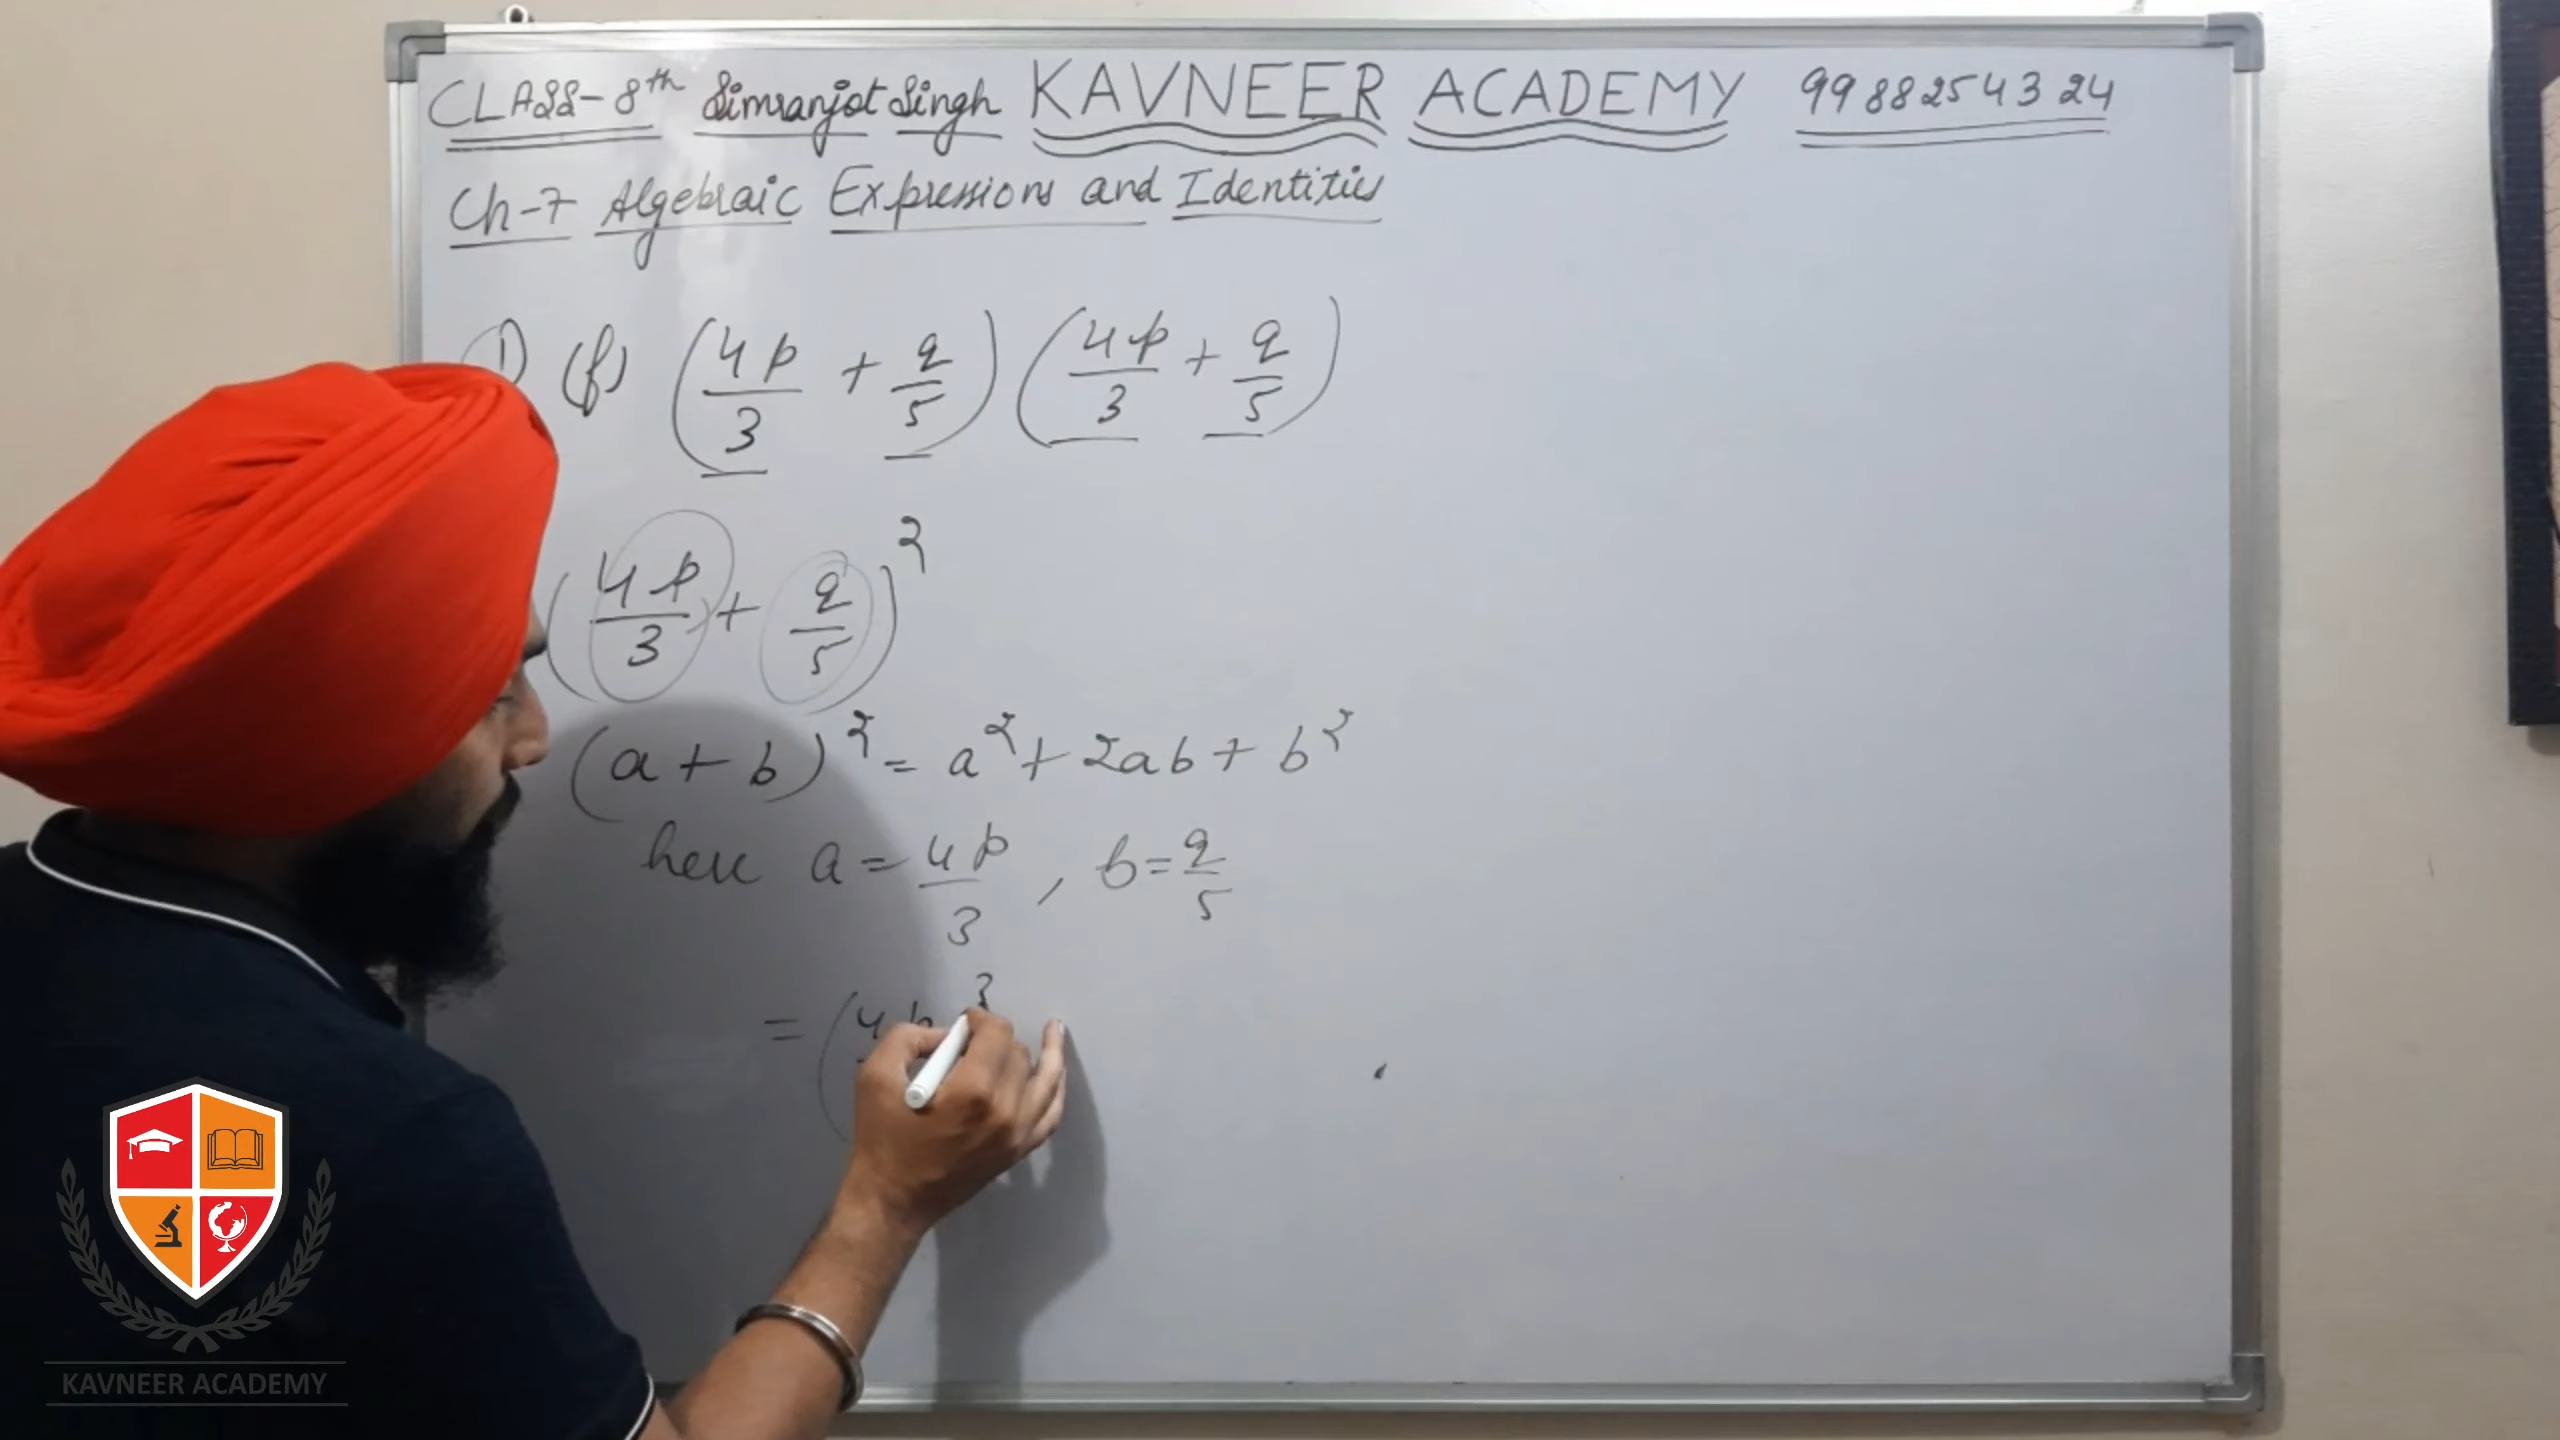 CLASS-8th Simranjot Singh KAVNEER ACADEMY 9988254324
Ch-7 Algebraic Expressions and Identities
1) (f) (4p/3 + q/5) (4p/3 + q/5)
(4p/3 + q/5)²
(a + b)² = a² + 2ab + b²
here a = 4p/3 , b = q/5
= (4p
KAVNEER ACADEMY